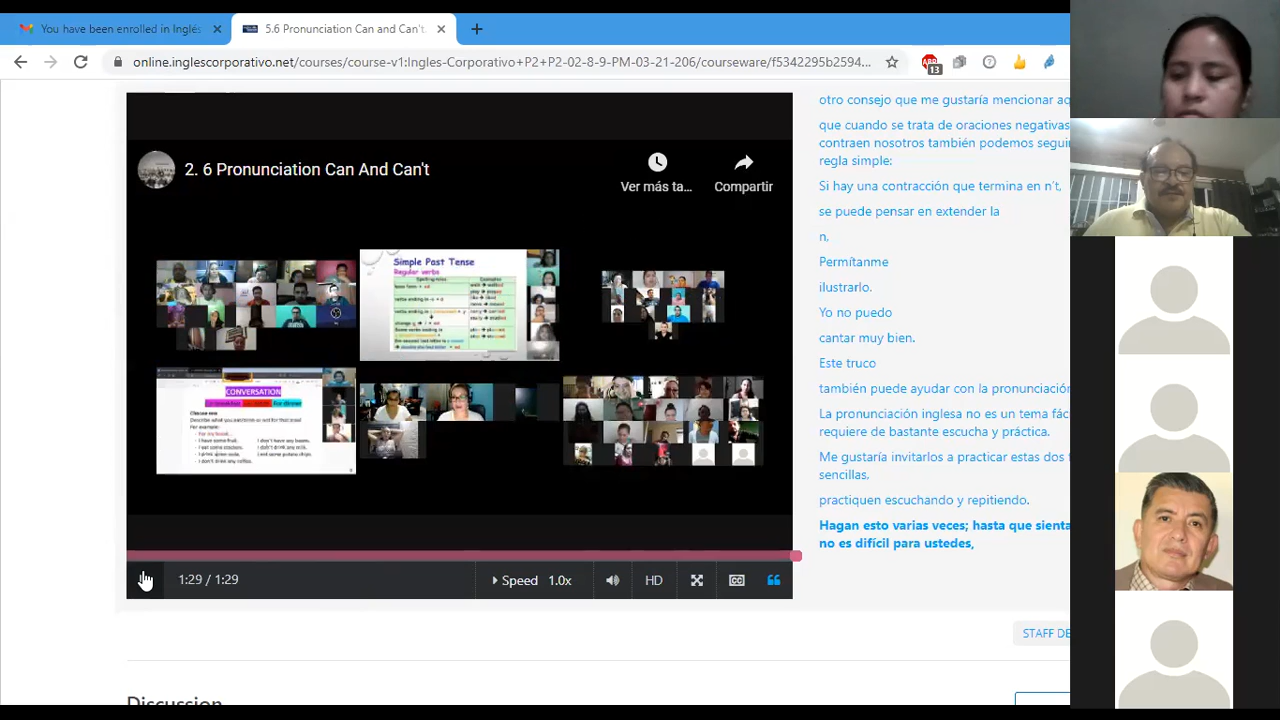 You have been enrolled in Inglés
5.6 Pronunciation Can and Can't.
online.inglescorporativo.net/courses/course-v1:Ingles-Corporativo+P2+P2-02-8-9-PM-03-21-206/courseware/f5342295b2594...
ABP
13
2. 6 Pronunciation Can And Can't
Ver más ta...
Compartir
Simple Past Tense
Regular verbs
CONVERSATION
For example:
1:29 / 1:29
Speed 1.0x
HD
CC
otro consejo que me gustaría mencionar
que cuando se trata de oraciones negativas
contraen nosotros también podemos
regla simple:
Si hay una contracción que termina en n't,
se puede pensar en extender la
n,
Permítanme
ilustrarlo.
Yo no puedo
cantar muy bien.
Este truco
también puede ayudar con la pronunciación
La pronunciación inglesa no es un tema
requiere de bastante escucha y práctica.
Me gustaría invitarlos a practicar estas dos
sencillas,
practiquen escuchando y repitiendo.
Hagan esto varias veces; hasta que
no es difícil para ustedes,
STAFF
Discussion